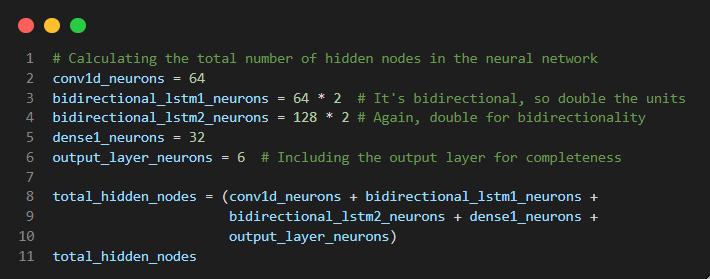 1 # Calculating the total number of hidden nodes in the neural network
2 conv1d_neurons = 64
3 bidirectional_lstm1_neurons = 64 * 2  # It's bidirectional, so double the units
4 bidirectional_lstm2_neurons = 128 * 2 # Again, double for bidirectionality
5 dense1_neurons = 32
6 output_layer_neurons = 6  # Including the output layer for completeness
7
8 total_hidden_nodes = (conv1d_neurons + bidirectional_lstm1_neurons +
9                       bidirectional_lstm2_neurons + dense1_neurons +
10                       output_layer_neurons)
11 total_hidden_nodes